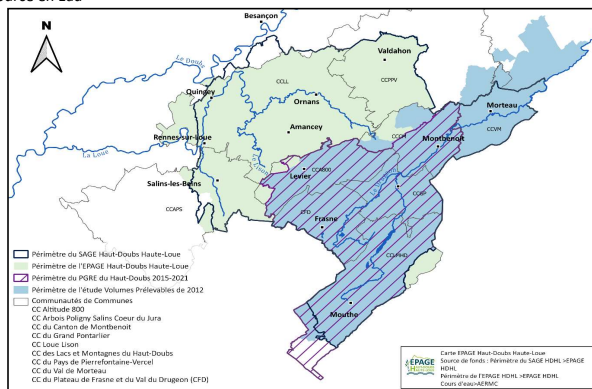 N
Besançon
Le Doubs
Valdahon
CCPPV
CCLL
Quingey
Ornans
Morteau
Amancey
CCVM
Rennes-sur-Loue
La Loue
Montbenoit
La Loue
Levier
CCA800
Salins-les-Bains
CCAPS
CFD
Frasne
CCLMHD
Mouthe
Périmètre du SAGE Haut-Doubs Haute-Loue
Périmètre de l'EPAGE Haut-Doubs Haute-Loue
Périmètre du PGRE du Haut-Doubs 2015-2021
Périmètre de l'étude Volumes Prélevables de 2012
Communautés de Communes
CC Altitude 800
CC Arbois Poligny Salins Coeur du Jura
CC du Canton de Montbenoit
CC du Grand Pontarlier
CC Loue Lison
CC des Lacs et Montagnes du Haut-Doubs
CC du Pays de Pierrefontaine-Vercel
CC du Val de Morteau
CC du Plateau de Frasne et du Val du Drugeon (CFD)
EPAGE
Carte EPAGE Haut-Doubs Haute-Loue
Source de fonds : Périmètre du SAGE HDHL >EPAGE
HDHL
Périmètre de l'EPAGE HDHL >EPAGE HDHL
Cours d'eau>AERMC